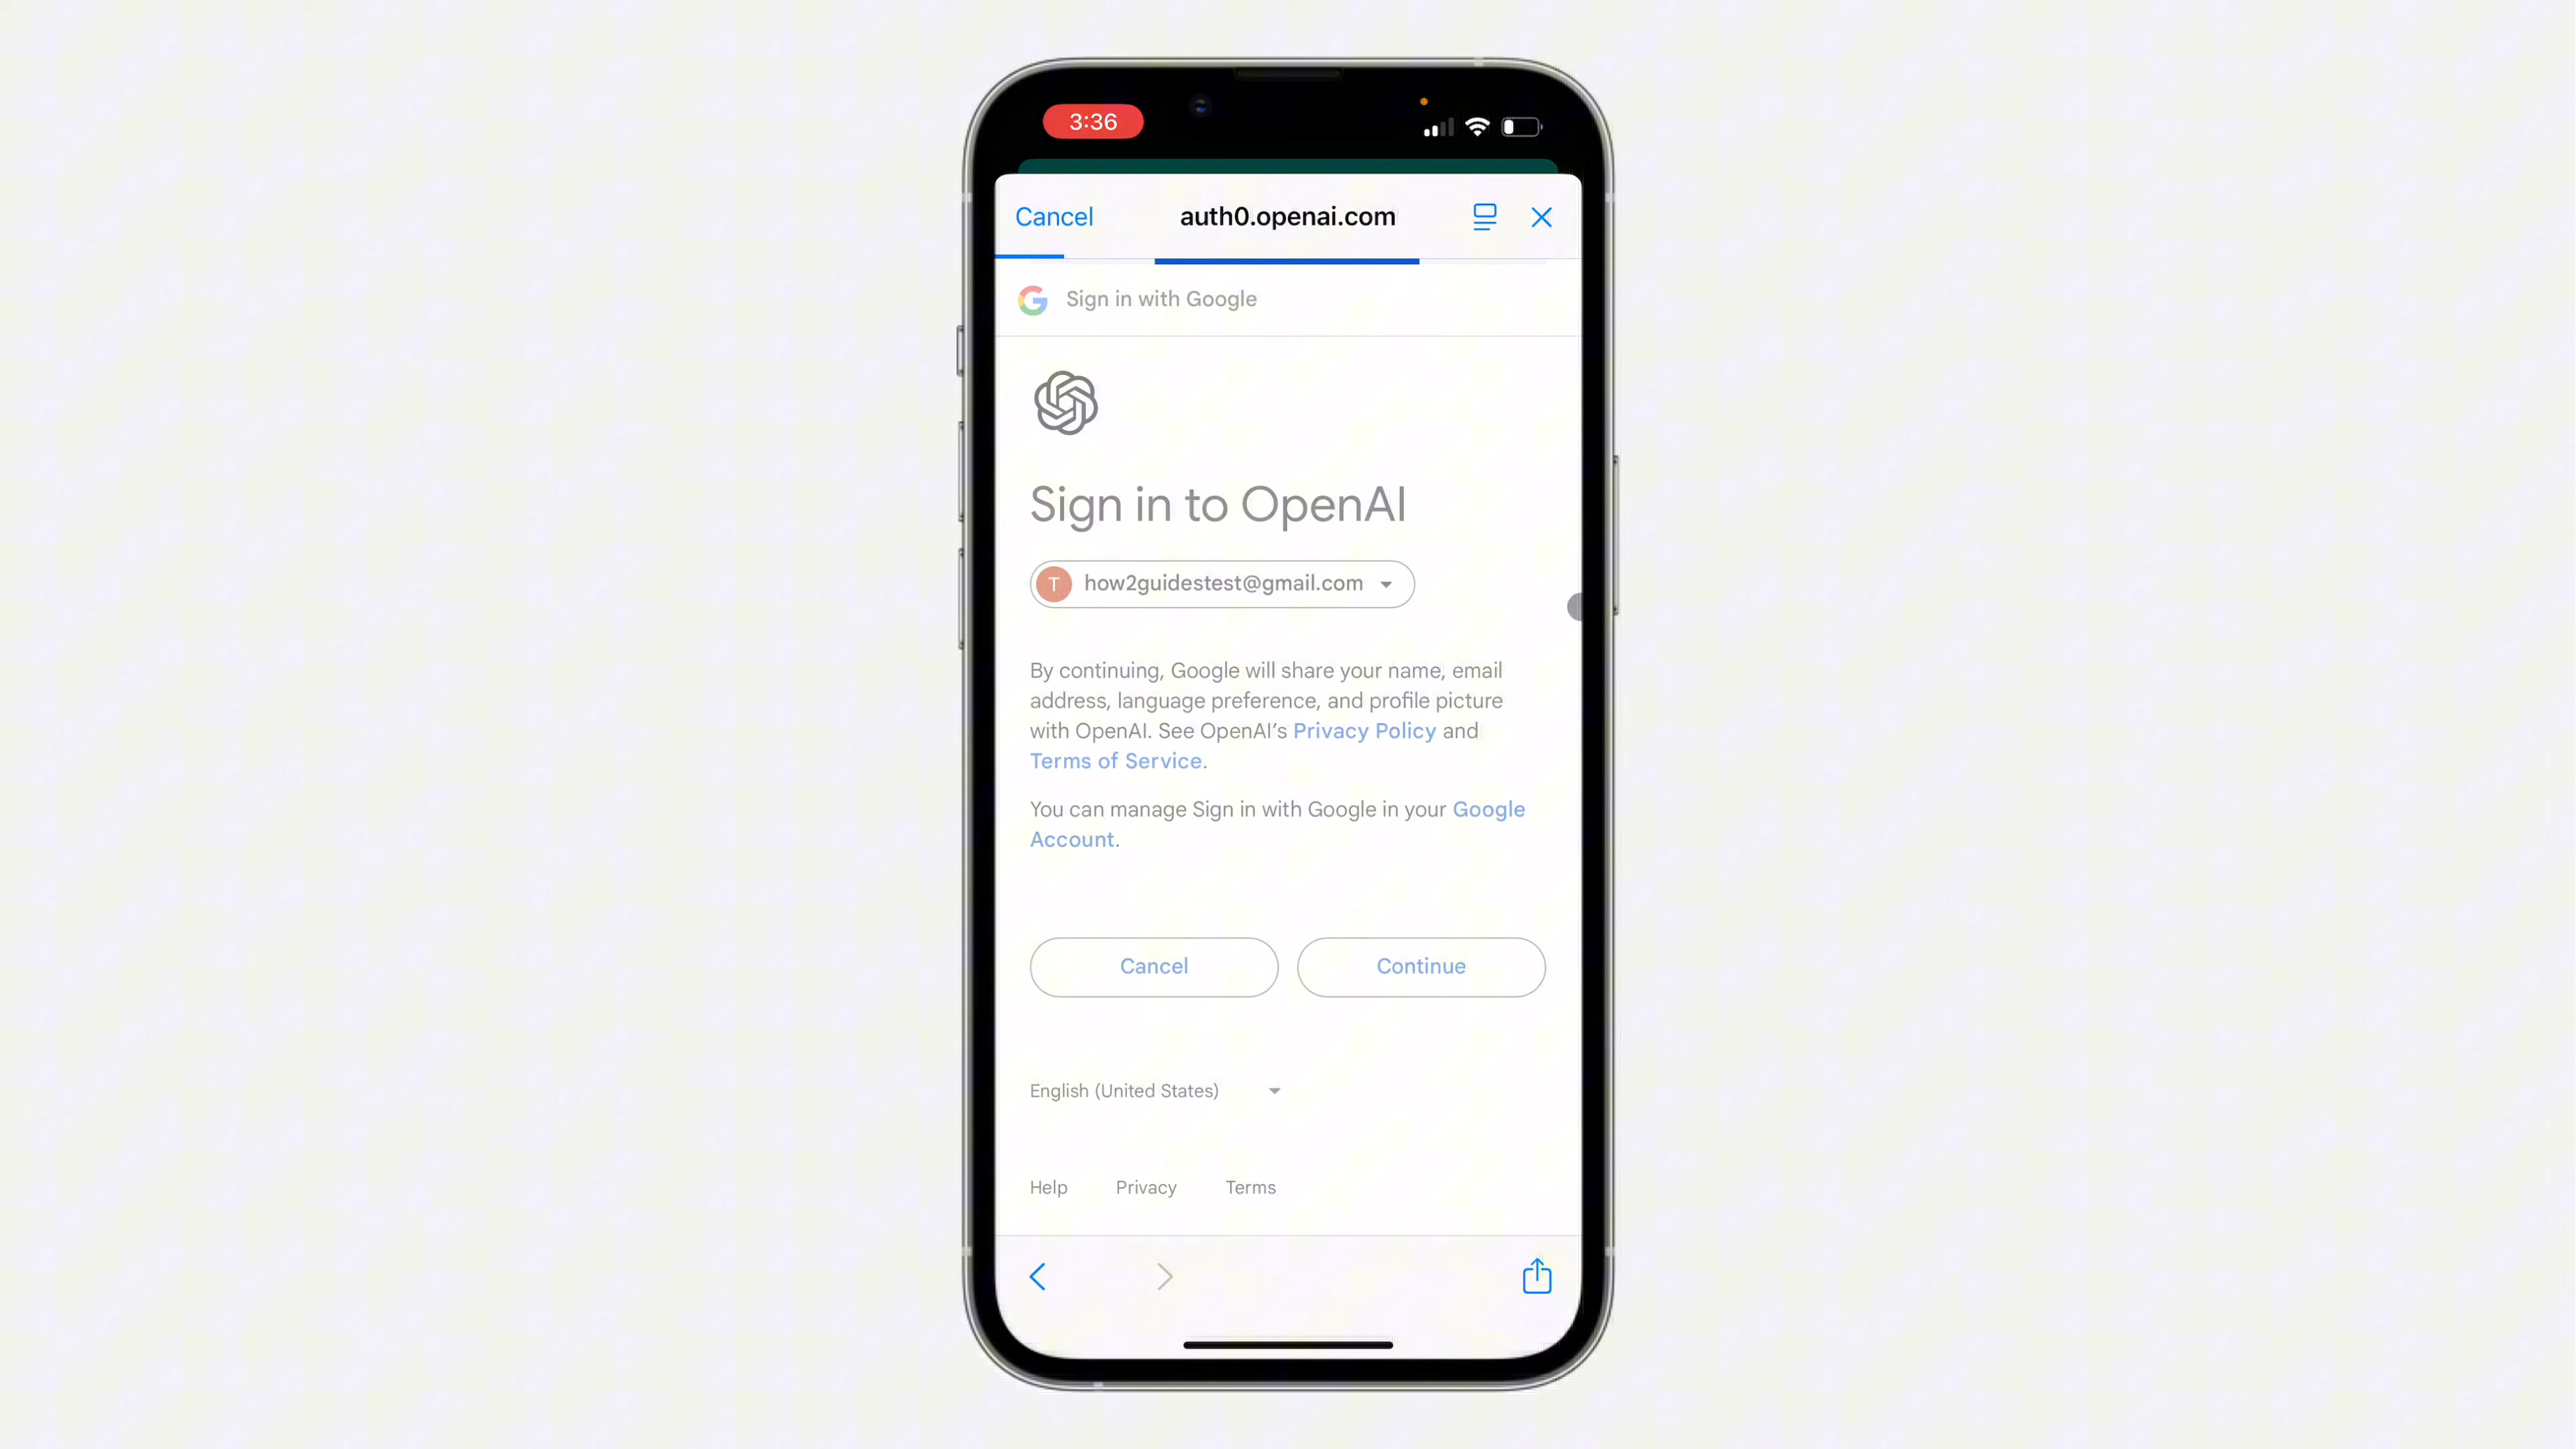 3:36
Cancel auth0.openai.com
Sign in with Google
Sign in to OpenAI
T how2guidestest@gmail.com
By continuing, Google will share your name, email
address, language preference, and profile picture
with OpenAI. See OpenAI’s Privacy Policy and
Terms of Service.
You can manage Sign in with Google in your Google
Account.
Cancel Continue
English (United States)
Help Privacy Terms